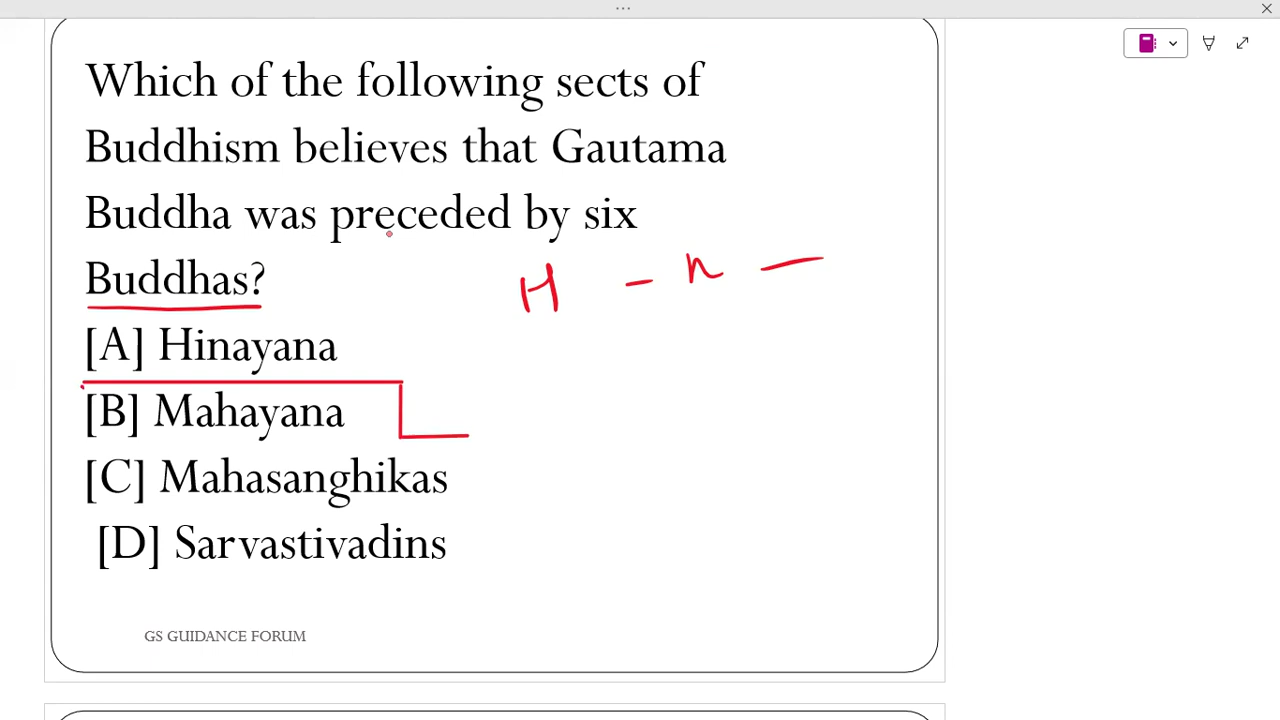 Which of the following sects of
Buddhism believes that Gautama
Buddha was preceded by six
Buddhas?
H - n -
[A] Hinayana
[B] Mahayana
[C] Mahasanghikas
[D] Sarvastivadins
GS GUIDANCE FORUM